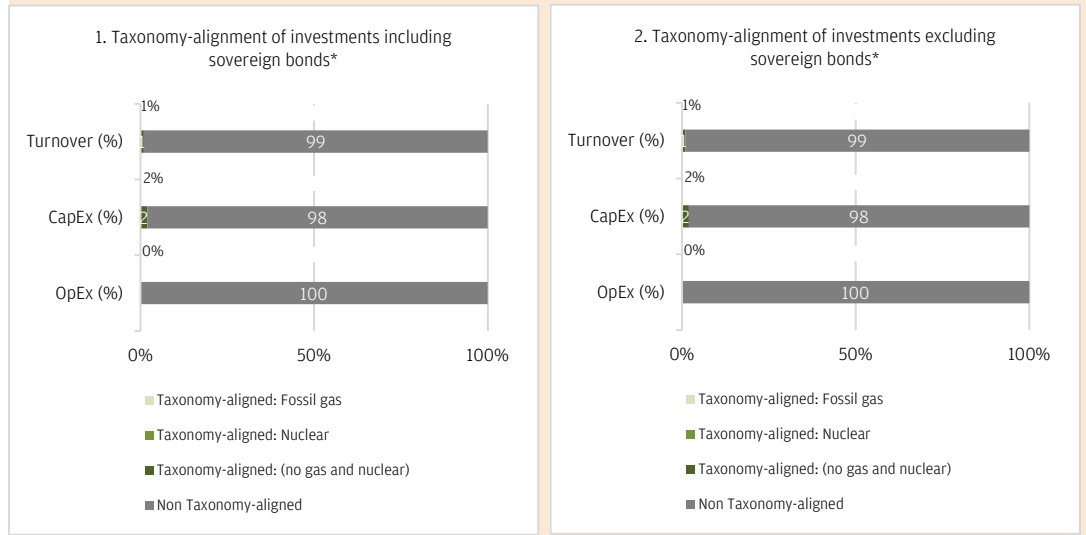 1. Taxonomy-alignment of investments including
sovereign bonds*
1%
Turnover (%) 1 99
2%
CapEx (%) 2 98
0%
OpEx (%) 100
0% 50% 100%
Taxonomy-aligned: Fossil gas
Taxonomy-aligned: Nuclear
Taxonomy-aligned: (no gas and nuclear)
Non Taxonomy-aligned
2. Taxonomy-alignment of investments excluding
sovereign bonds*
1%
Turnover (%) 1 99
2%
CapEx (%) 2 98
0%
OpEx (%) 100
0% 50% 100%
Taxonomy-aligned: Fossil gas
Taxonomy-aligned: Nuclear
Taxonomy-aligned: (no gas and nuclear)
Non Taxonomy-aligned